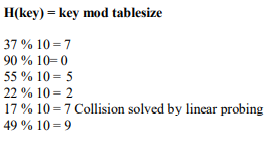 H(key) = key mod tablesize
37 % 10 = 7
90 % 10= 0
55 % 10 = 5
22 % 10 = 2
17 % 10 = 7 Collision solved by linear probing
49 % 10 = 9